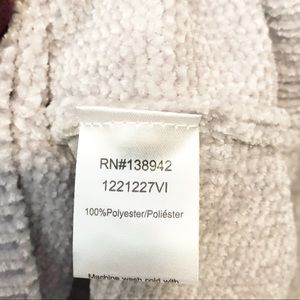 RN#138942
1221227VI
100%Polyester/Poliéster
Machine wash cold with